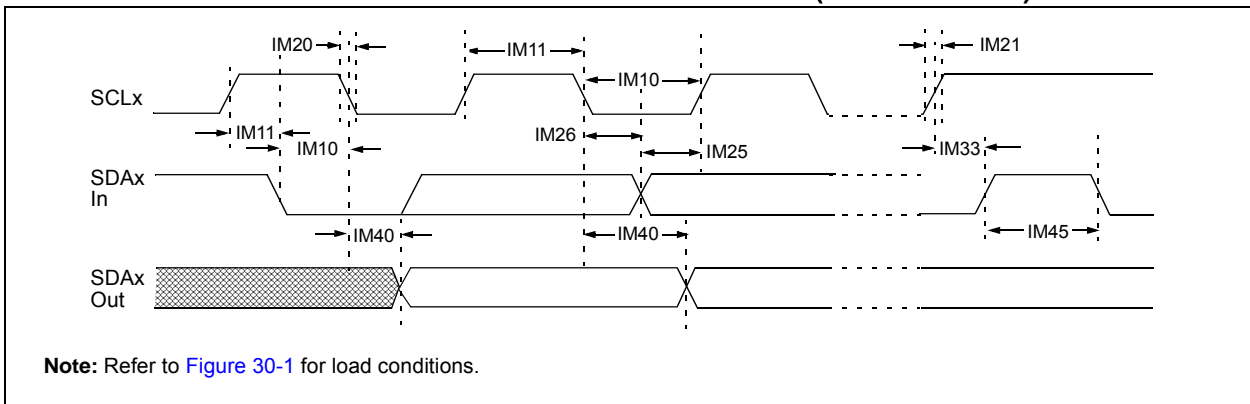 IM20
IM11
IM21
IM10
SCLx
IM11
IM26
IM10
IM25
IM33
SDAx
In
IM40
IM40
IM45
SDAx
Out
Note: Refer to Figure 30-1 for load conditions.